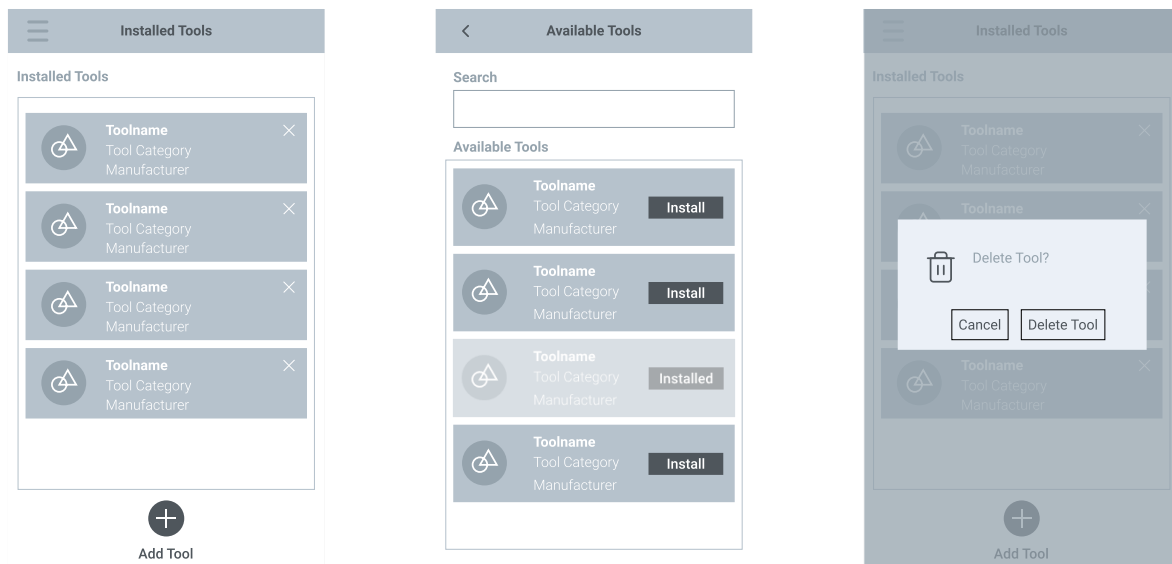 Installed Tools
Installed Tools
Toolname
Tool Category
Manufacturer
Toolname
Tool Category
Manufacturer
Toolname
Tool Category
Manufacturer
Toolname
Tool Category
Manufacturer
Add Tool
Available Tools
Search
Available Tools
Toolname
Tool Category
Manufacturer
Install
Toolname
Tool Category
Manufacturer
Install
Toolname
Tool Category
Manufacturer
Installed
Toolname
Tool Category
Manufacturer
Install
Installed Tools
Installed Tools
Toolname
Tool Category
Manufacturer
Toolname
Delete Tool?
Cancel
Delete Tool
Toolname
Tool Category
Manufacturer
Add Tool